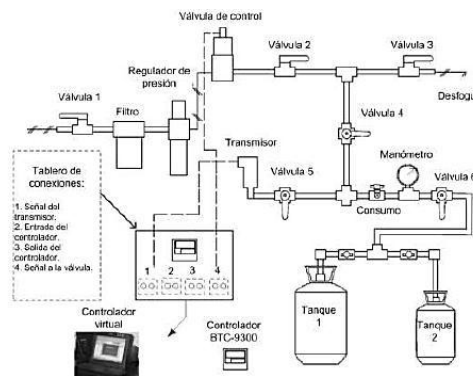 Válvula de control
Válvula 2
Válvula 3
Regulador de
presión
Válvula 1
Filtro
Desfogue
Válvula 4
Transmisor
Manómetro
Válvula 5
Válvula 6
Consumo
Tablero de
conexiones:
1. Señal del
transmisor.
2. Entrada del
controlador.
3. Salida del
controlador.
4. Señal a la válvula.
1 2 3 4
Controlador
virtual
Controlador
BTC-9300
Tanque
1
Tanque
2